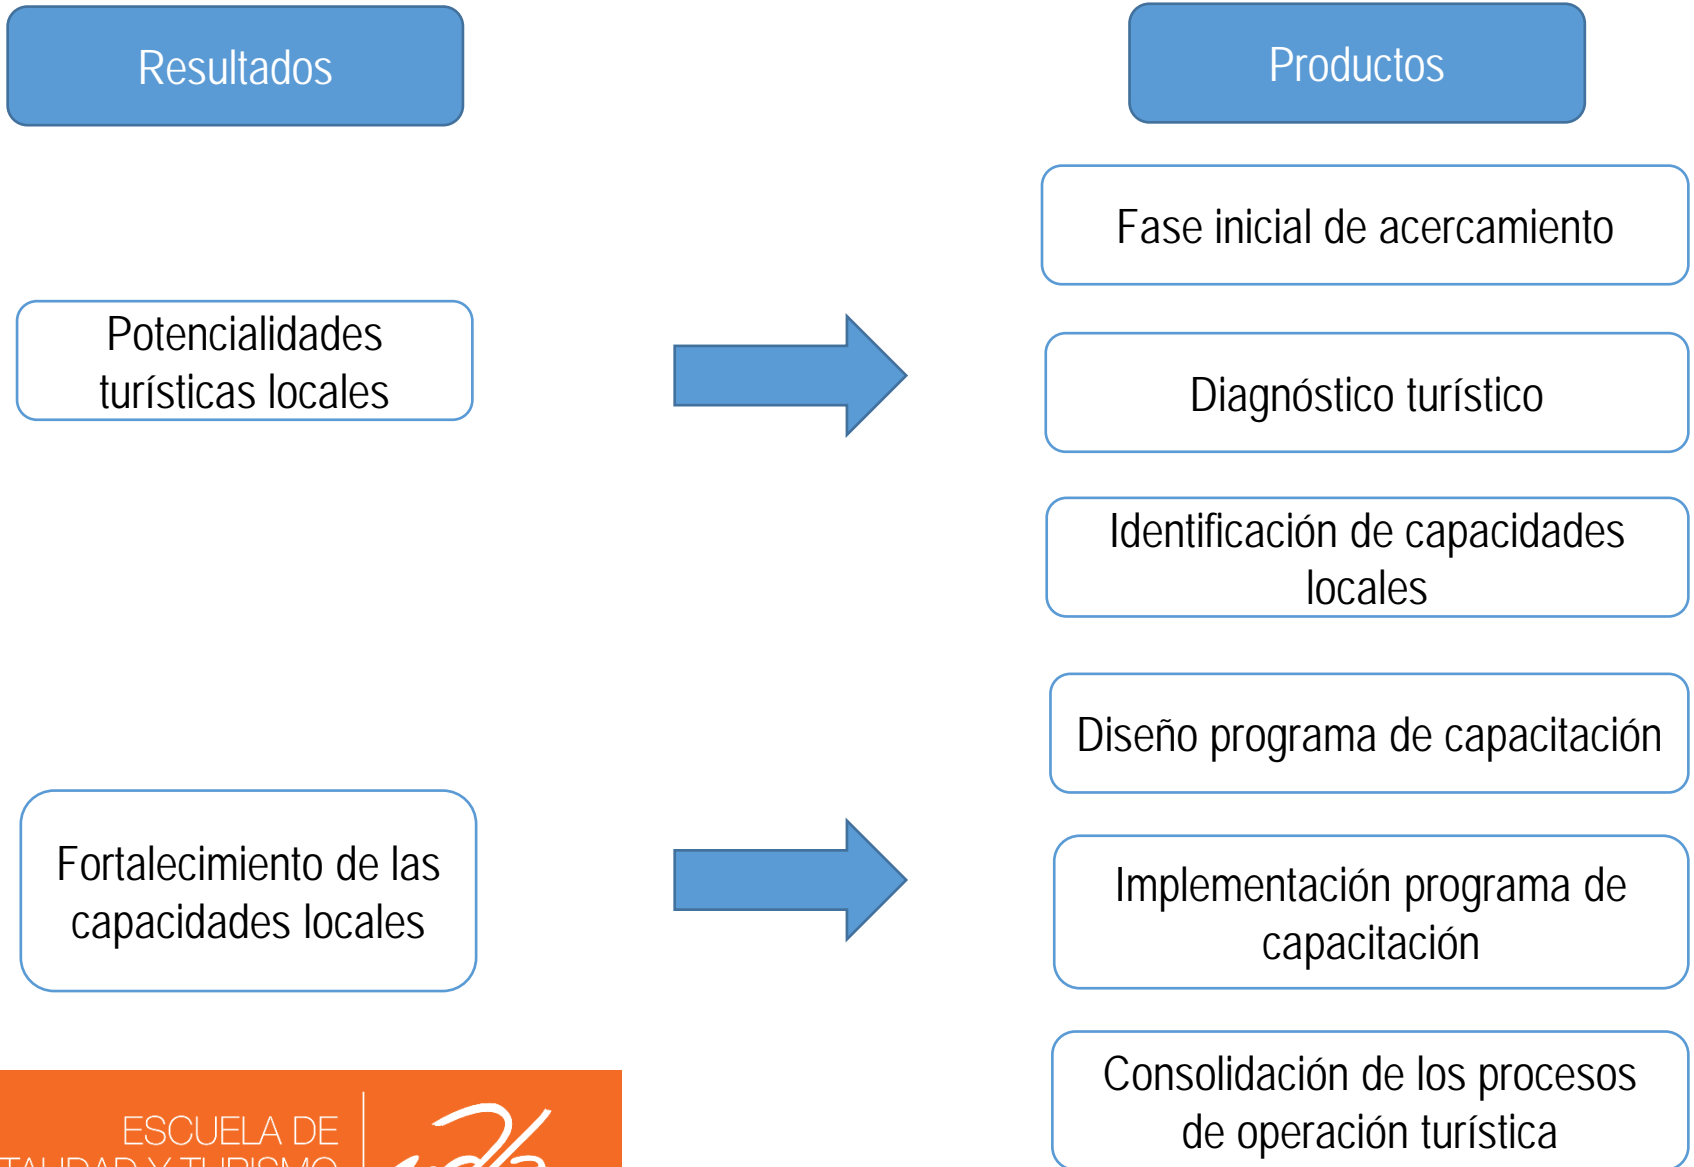 Resultados
Productos
Fase inicial de acercamiento
Potencialidades
turísticas locales
Diagnóstico turístico
Identificación de capacidades
locales
Diseño programa de capacitación
Fortalecimiento de las
capacidades locales
Implementación programa de
capacitación
Consolidación de los procesos
de operación turística
ESCUELA DE
Y TURISMO